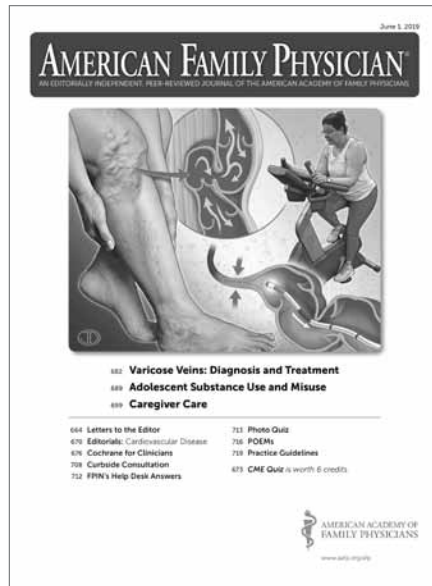 June 1, 2019
AMERICAN FAMILY PHYSICIAN®
AN EDITORIALLY INDEPENDENT, PEER-REVIEWED JOURNAL OF THE AMERICAN ACADEMY OF FAMILY PHYSICIANS
682 Varicose Veins: Diagnosis and Treatment
689 Adolescent Substance Use and Misuse
699 Caregiver Care
664 Letters to the Editor
670 Editorials: Cardiovascular Disease
676 Cochrane for Clinicians
708 Curbside Consultation
712 FPIN's Help Desk Answers
713 Photo Quiz
716 POEMs
719 Practice Guidelines
673 CME Quiz is worth 6 credits
AMERICAN ACADEMY OF
FAMILY PHYSICIANS
www.aafp.org/afp